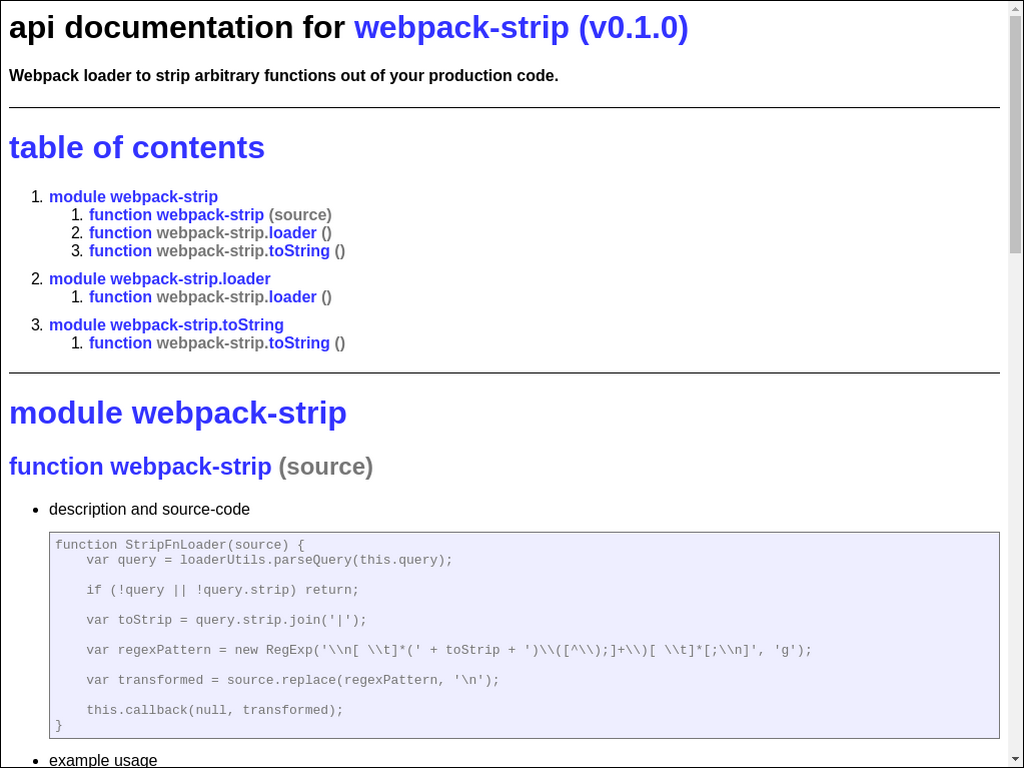 api documentation for webpack-strip (v0.1.0)
Webpack loader to strip arbitrary functions out of your production code.
table of contents
1. module webpack-strip
1. function webpack-strip (source)
2. function webpack-strip.loader ()
3. function webpack-strip.toString ()
2. module webpack-strip.loader
1. function webpack-strip.loader ()
3. module webpack-strip.toString
1. function webpack-strip.toString ()
module webpack-strip
function webpack-strip (source)
• description and source-code
function StripFnLoader(source) {
    var query = loaderUtils.parseQuery(this.query);
    if (!query || !query.strip) return;
    var toStrip = query.strip.join('|');
    var regexPattern = new RegExp('\\n[ \\t]*(' + toStrip + ')\\([^\\);]+\\)[ \\t]*[;\\n]', 'g');
    var transformed = source.replace(regexPattern, '\n');
    this.callback(null, transformed);
}
• example usage